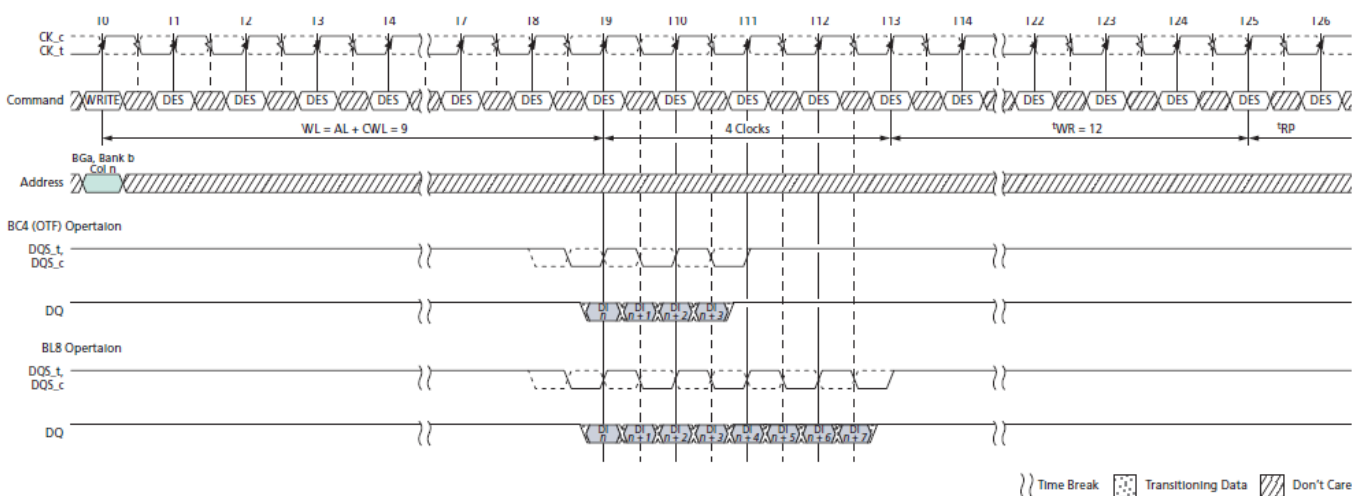 T0 T1 T2 T3 T4 T7 T8 T9 T10 T11 T12 T13 T14 T22 T23 T24 T25 T26
CK_c
CK_t
Command WRITE DES DES DES DES DES DES DES DES DES DES DES DES DES DES DES DES DES
WL = AL + CWL = 9 4 Clocks tWR = 12 tRP
BGa, Bank b
Col n
Address
BC4 (OTF) Opertaion
DQS_t,
DQS_c
DQ DI n DI n + 1 DI n + 2 DI n + 3
BL8 Opertaion
DQS_t,
DQS_c
DQ DI n DI n + 1 DI n + 2 DI n + 3 DI n + 4 DI n + 5 DI n + 6 DI n + 7
Time Break Transitioning Data Don't Care